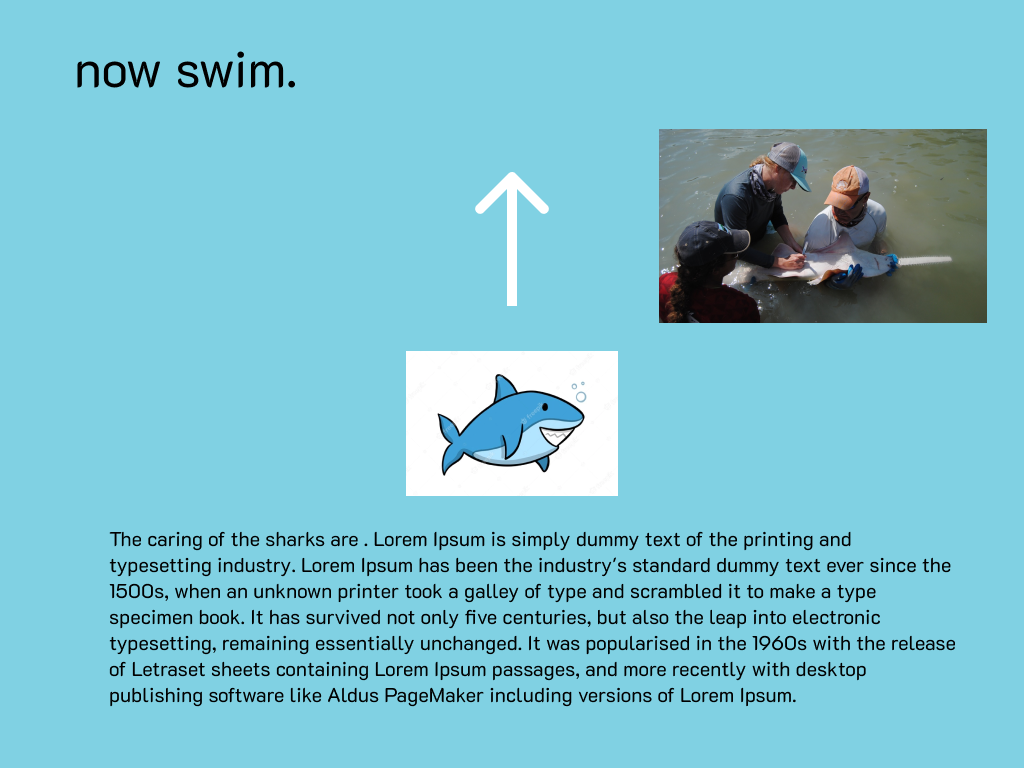 now swim.
The caring of the sharks are . Lorem Ipsum is simply dummy text of the printing and
typesetting industry. Lorem Ipsum has been the industry's standard dummy text ever since the
1500s, when an unknown printer took a galley of type and scrambled it to make a type
specimen book. It has survived not only five centuries, but also the leap into electronic
typesetting, remaining essentially unchanged. It was popularised in the 1960s with the release
of Letraset sheets containing Lorem Ipsum passages, and more recently with desktop
publishing software like Aldus PageMaker including versions of Lorem Ipsum.